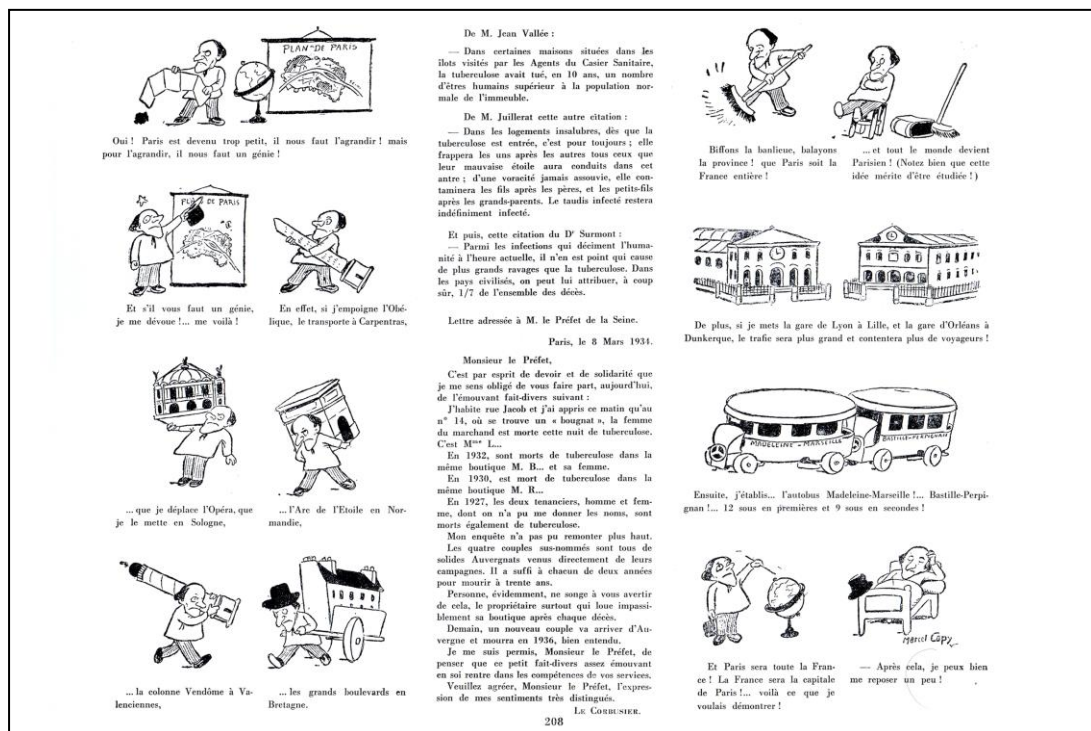 PLAN DE PARIS
Oui ! Paris est devenu trop petit, il nous faut l'agrandir ! mais
pour l'agrandir, il nous faut un génie !
PLAN DE PARIS
Et s'il vous faut un génie,
je me dévoue !... me voilà !
En effet, si j'empoigne l'Obé-
lique, le transporte à Carpentras,
...que je déplace l'Opéra, que
je le mette en Sologne,
...l'Arc de l'Etoile en Nor-
mandie,
...la colonne Vendôme à Va-
lenciennes,
...les grands boulevards en
Bretagne.
De M. Jean Vallée :
— Dans certaines maisons situées dans les
îlots visités par les Agents du Casier Sanitaire,
la tuberculose avait tué, en 10 ans, un nombre
d'êtres humains supérieur à la population nor-
male de l'immeuble.
De M. Juillerat cette autre citation :
— Dans les logements insalubres, dès que la
tuberculose est entrée, c'est pour toujours ; elle
frappera les uns après les autres tous ceux que
leur mauvaise étoile aura conduits dans cet
antre ; d'une voracité jamais assouvie, elle con-
taminera les fils après les pères, et les petits-fils
après les grands-parents. Le taudis infecté restera
indéfiniment infecté.
Et puis, cette citation du Dr Surmont :
— Parmi les infections qui déciment l'huma-
nité à l'heure actuelle, il n'en est point qui cause
de plus grands ravages que la tuberculose. Dans
les pays civilisés, on peut lui attribuer, à coup
sûr, 1/7 de l'ensemble des décès.
Lettre adressée à M. le Préfet de la Seine.
Paris, le 8 Mars 1934.
Monsieur le Préfet,
C'est par esprit de devoir et de solidarité que
je me sens obligé de vous faire part, aujourd'hui,
de l'émouvant fait-divers suivant :
J'habite rue Jacob et j'ai appris ce matin qu'au
n° 14, où se trouve un « bougnat », la femme
du marchand est morte cette nuit de tuberculose.
C'est Mme L...
En 1932, sont morts de tuberculose dans la
même boutique M. B... et sa femme.
En 1930, est mort de tuberculose dans la
même boutique M. R...
En 1927, les deux tenanciers, homme et fem-
me, dont on n'a pu me donner les noms, sont
morts également de tuberculose.
Mon enquête n'a pas pu remonter plus haut.
Les quatre couples sus-nommés sont tous de
solides Auvergnats venus directement de leurs
campagnes. Il a suffi à chacun de deux années
pour mourir à trente ans.
Personne, évidemment, ne songe à vous avertir
de cela, le propriétaire surtout qui loue impassi-
blement sa boutique après chaque décès.
Demain, un nouveau couple va arriver d'Au-
vergne et mourra en 1936, bien entendu.
Je me suis permis, Monsieur le Préfet, de
penser que ce petit fait-divers assez émouvant
en soi rentre dans les compétences de vos services.
Veuillez agréer, Monsieur le Préfet, l'expres-
sion de mes sentiments très distingués.
LE CORBUSIER.
208
Biffons la banlieue, balayons
la province ! que Paris soit la
France entière !
...et tout le monde devient
Parisien ! (Notez bien que cette
idée mérite d'être étudiée !)
De plus, si je mets la gare de Lyon à Lille, et la gare d'Orléans à
Dunkerque, le trafic sera plus grand et contentera plus de voyageurs !
MADELEINE - MARSEILLE
BASTILLE-PERPIGNAN
Ensuite, j'établis... l'autobus Madeleine-Marseille !... Bastille-Perpi-
gnan !... 12 sous en premières et 9 sous en secondes !
Marcel Capy
Et Paris sera toute la Fran-
ce ! La France sera la capitale
de Paris !... voilà ce que je
voulais démontrer !
— Après cela, je peux bien
me reposer un peu !